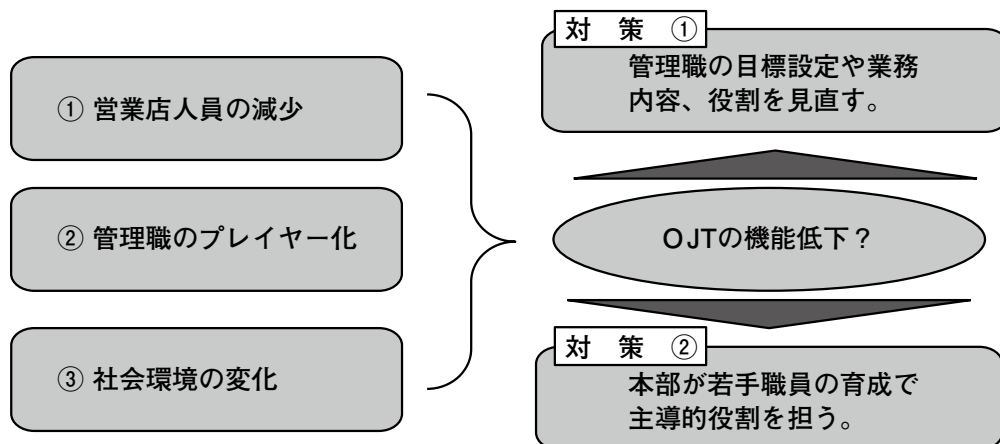 ① 営業店人員の減少
② 管理職のプレイヤー化
③ 社会環境の変化
対 策 ①
管理職の目標設定や業務
内容、役割を見直す。
OJTの機能低下？
対 策 ②
本部が若手職員の育成で
主導的役割を担う。